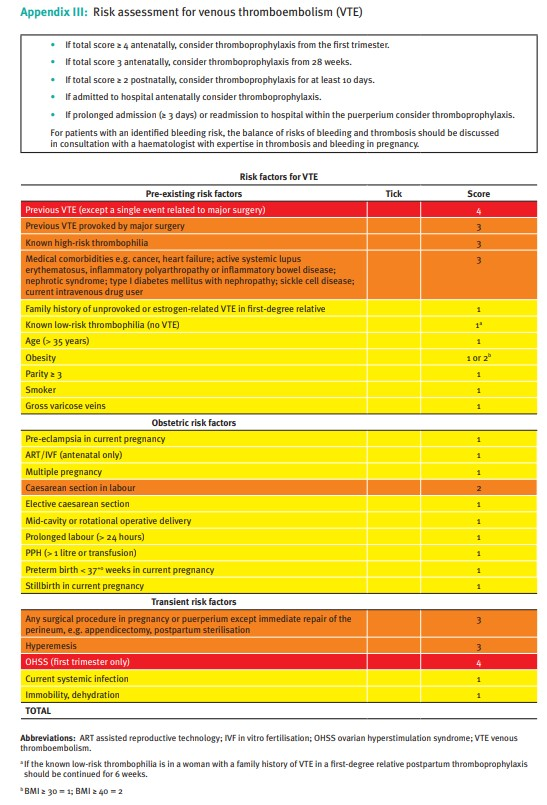 Appendix III: Risk assessment for venous thromboembolism (VTE)
• If total score ≥ 4 antenatally, consider thromboprophylaxis from the first trimester.
• If total score 3 antenatally, consider thromboprophylaxis from 28 weeks.
• If total score ≥ 2 postnatally, consider thromboprophylaxis for at least 10 days.
• If admitted to hospital antenatally consider thromboprophylaxis.
• If prolonged admission (≥ 3 days) or readmission to hospital within the puerperium consider thromboprophylaxis.
For patients with an identified bleeding risk, the balance of risks of bleeding and thrombosis should be discussed
in consultation with a haematologist with expertise in thrombosis and bleeding in pregnancy.
Risk factors for VTE
Pre-existing risk factors Tick Score
Previous VTE (except a single event related to major surgery) 4
Previous VTE provoked by major surgery 3
Known high-risk thrombophilia 3
Medical comorbidities e.g. cancer, heart failure; active systemic lupus 3
erythematosus, inflammatory polyarthropathy or inflammatory bowel disease;
nephrotic syndrome; type I diabetes mellitus with nephropathy; sickle cell disease;
current intravenous drug user
Family history of unprovoked or estrogen-related VTE in first-degree relative 1
Known low-risk thrombophilia (no VTE) 1ᵃ
Age (> 35 years) 1
Obesity 1 or 2ᵇ
Parity ≥ 3 1
Smoker 1
Gross varicose veins 1
Obstetric risk factors
Pre-eclampsia in current pregnancy 1
ART/IVF (antenatal only) 1
Multiple pregnancy 1
Caesarean section in labour 2
Elective caesarean section 1
Mid-cavity or rotational operative delivery 1
Prolonged labour (> 24 hours) 1
PPH (> 1 litre or transfusion) 1
Preterm birth < 37⁺⁰ weeks in current pregnancy 1
Stillbirth in current pregnancy 1
Transient risk factors
Any surgical procedure in pregnancy or puerperium except immediate repair of the 3
perineum, e.g. appendicectomy, postpartum sterilisation
Hyperemesis 3
OHSS (first trimester only) 4
Current systemic infection 1
Immobility, dehydration 1
TOTAL
Abbreviations: ART assisted reproductive technology; IVF in vitro fertilisation; OHSS ovarian hyperstimulation syndrome; VTE venous
thromboembolism.
ᵃ If the known low-risk thrombophilia is in a woman with a family history of VTE in a first-degree relative postpartum thromboprophylaxis
should be continued for 6 weeks.
ᵇ BMI ≥ 30 = 1; BMI ≥ 40 = 2